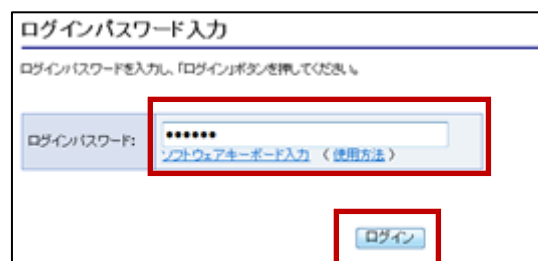 ログインパスワード入力
ログインパスワードを入力し、「ログイン」ボタンを押してください。
ログインパスワード:
••••••
ソフトウェアキーボード入力 （使用方法）
ログイン